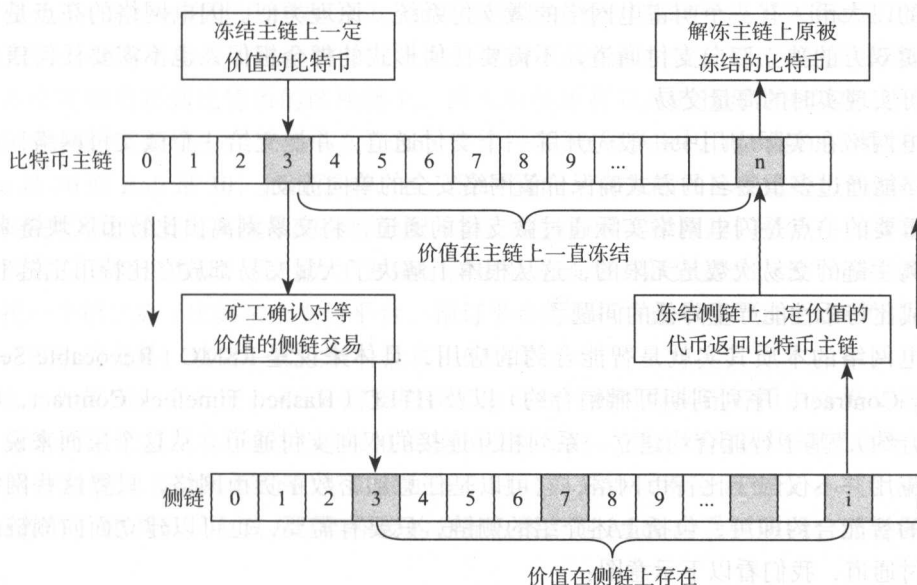 冻结主链上一定
价值的比特币
解冻主链上原被
冻结的比特币
比特币主链 0 1 2 3 4 5 6 7 8 9 ... n
价值在主链上一直冻结
矿工确认对等
价值的侧链交易
冻结侧链上一定价值的
代币返回比特币主链
侧链 0 1 2 3 4 5 6 7 8 9 ... i
价值在侧链上存在